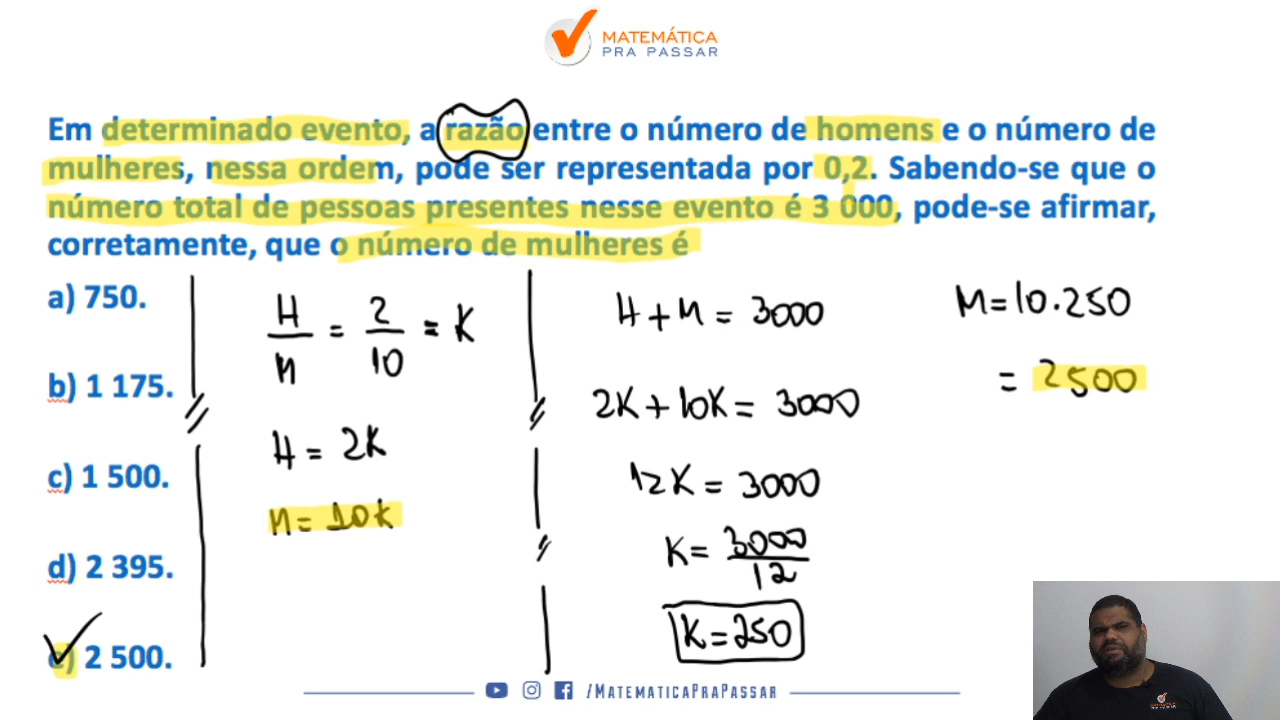 MATEMÁTICA
PRA PASSAR
Em determinado evento, a razão entre o número de homens e o número de
mulheres, nessa ordem, pode ser representada por 0,2. Sabendo-se que o
número total de pessoas presentes nesse evento é 3 000, pode-se afirmar,
corretamente, que o número de mulheres é
a) 750.
b) 1 175.
c) 1 500.
d) 2 395.
e) 2 500.
H/M = 2/10 = K
H = 2K
M = 10K
H + M = 3000
2K + 10K = 3000
12K = 3000
K = 3000/12
K = 250
M = 10.250
= 2500
/MATEMATICAPRAPASSAR
MATEMÁTICA
PRA PASSAR